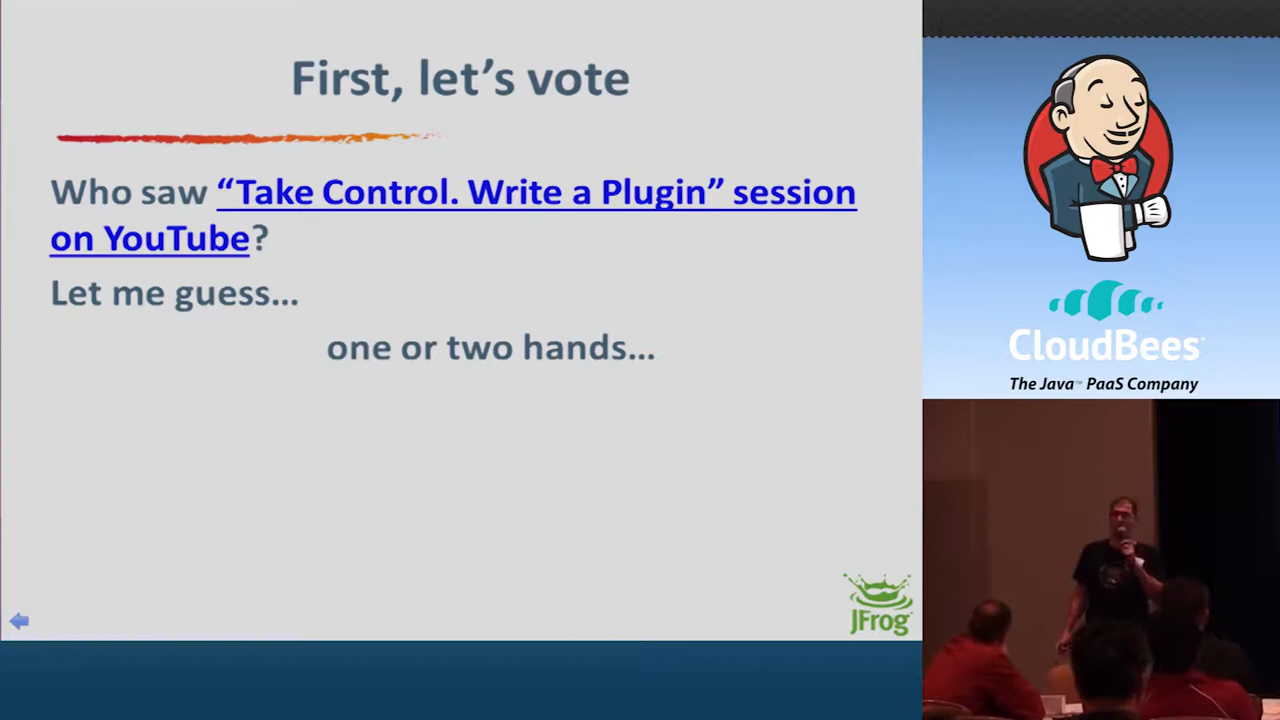 First, let's vote
Who saw “Take Control. Write a Plugin” session
on YouTube?
Let me guess...
one or two hands...
JFrog
CloudBees
The Java™ PaaS Company